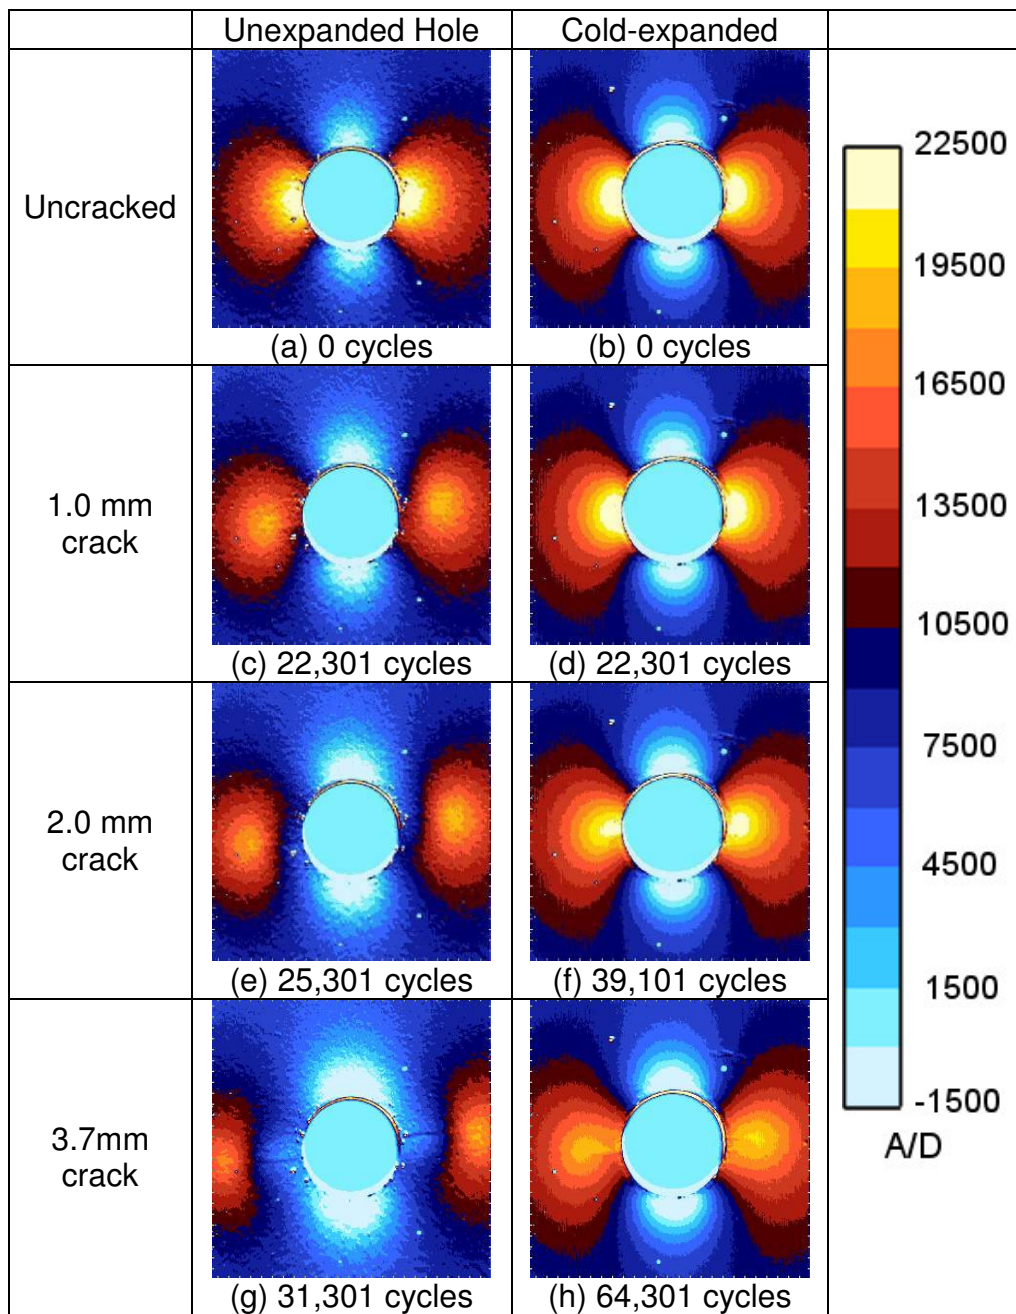 Unexpanded Hole Cold-expanded
Uncracked
(a) 0 cycles (b) 0 cycles
1.0 mm
crack
(c) 22,301 cycles (d) 22,301 cycles
2.0 mm
crack
(e) 25,301 cycles (f) 39,101 cycles
3.7mm
crack
(g) 31,301 cycles (h) 64,301 cycles
22500
19500
16500
13500
10500
7500
4500
1500
-1500
A/D